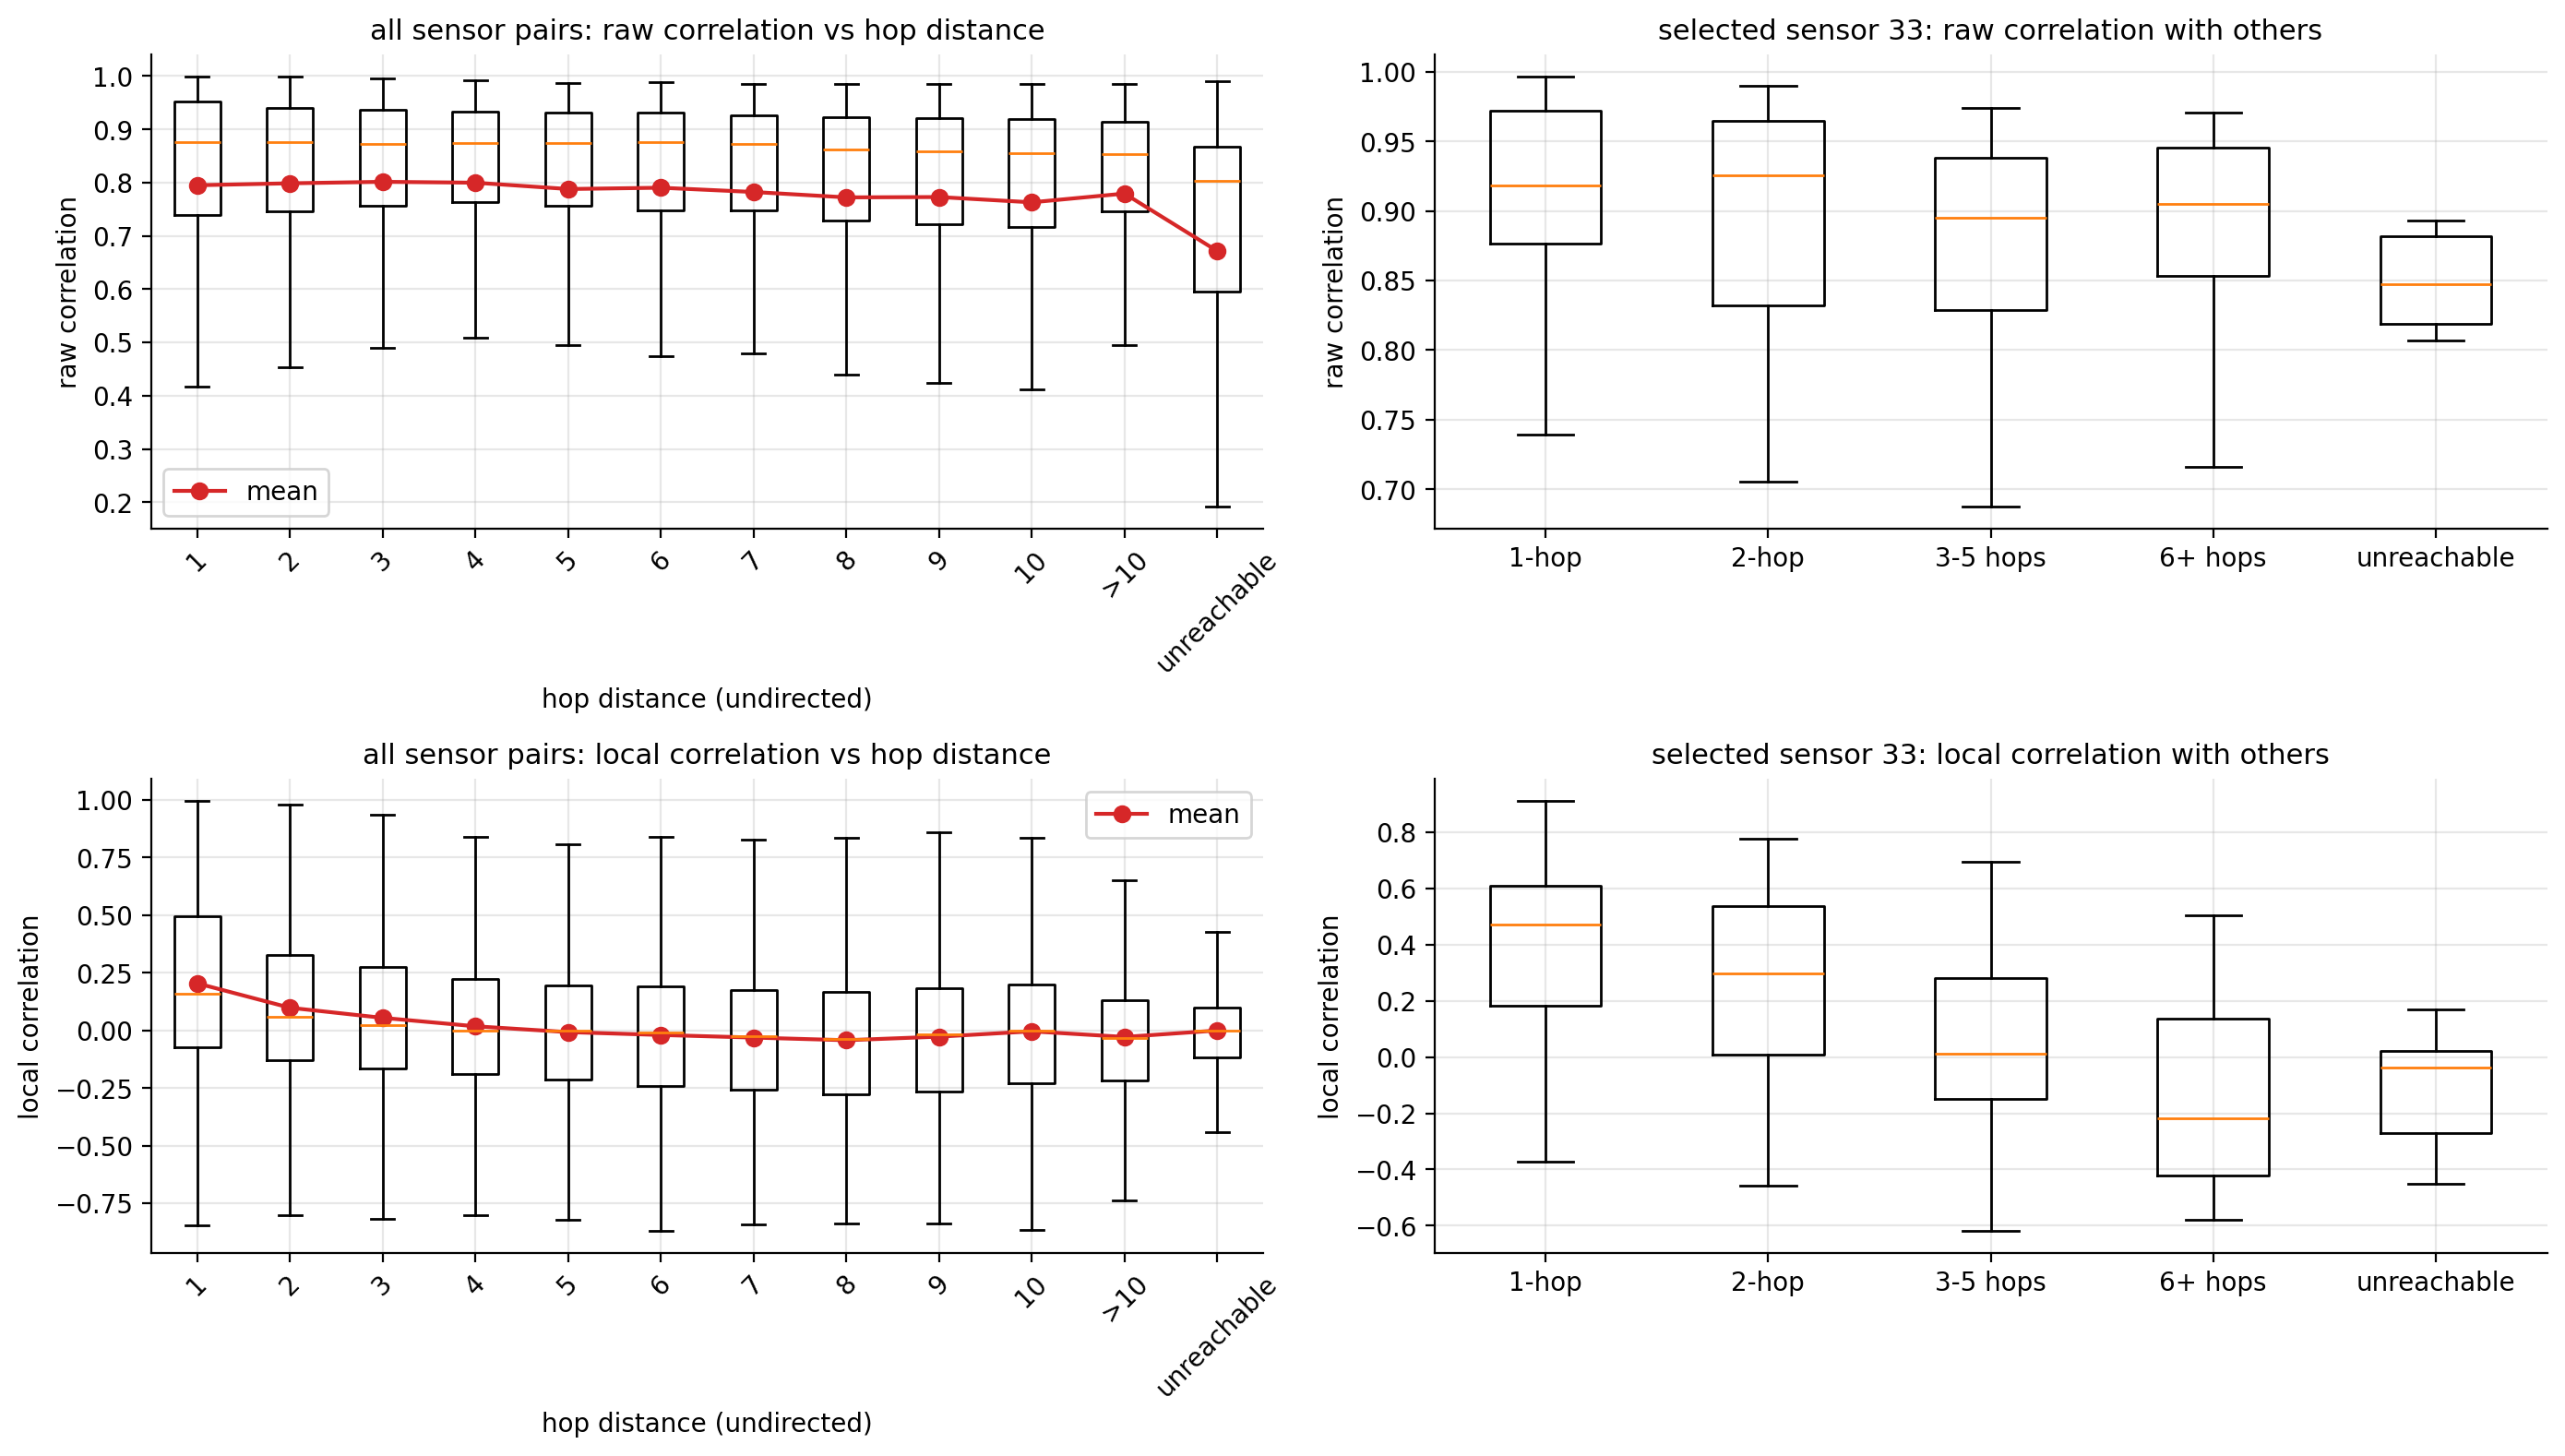 all sensor pairs: raw correlation vs hop distance
raw correlation
1.0
0.9
0.8
0.7
0.6
0.5
0.4
0.3
0.2
mean
1 2 3 4 5 6 7 8 9 10 >10 unreachable
hop distance (undirected)
selected sensor 33: raw correlation with others
raw correlation
1.00
0.95
0.90
0.85
0.80
0.75
0.70
1-hop 2-hop 3-5 hops 6+ hops unreachable
all sensor pairs: local correlation vs hop distance
local correlation
1.00
0.75
0.50
0.25
0.00
−0.25
−0.50
−0.75
mean
1 2 3 4 5 6 7 8 9 10 >10 unreachable
hop distance (undirected)
selected sensor 33: local correlation with others
local correlation
0.8
0.6
0.4
0.2
0.0
−0.2
−0.4
−0.6
1-hop 2-hop 3-5 hops 6+ hops unreachable